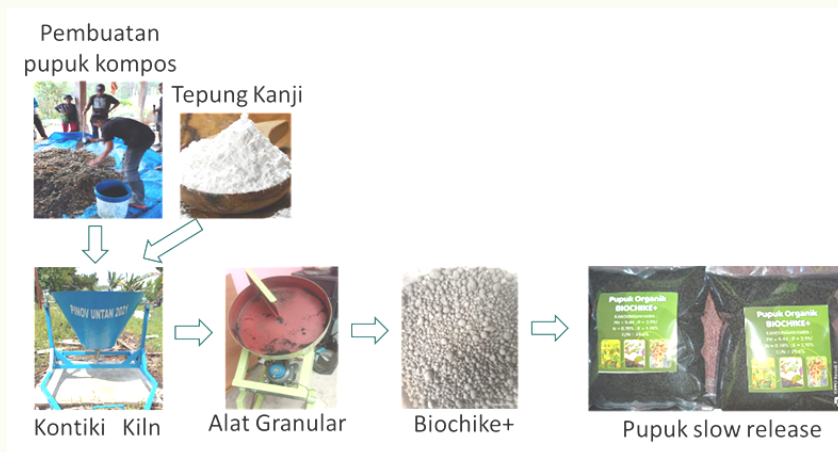 Pembuatan
pupuk kompos
Tepung Kanji
PINOV UNTAN 2021
Kontiki Kiln
Alat Granular
Biochike+
Pupuk slow release
Pupuk Organik
BIOCHIKE+
Pupuk Organik
BIOCHIKE+